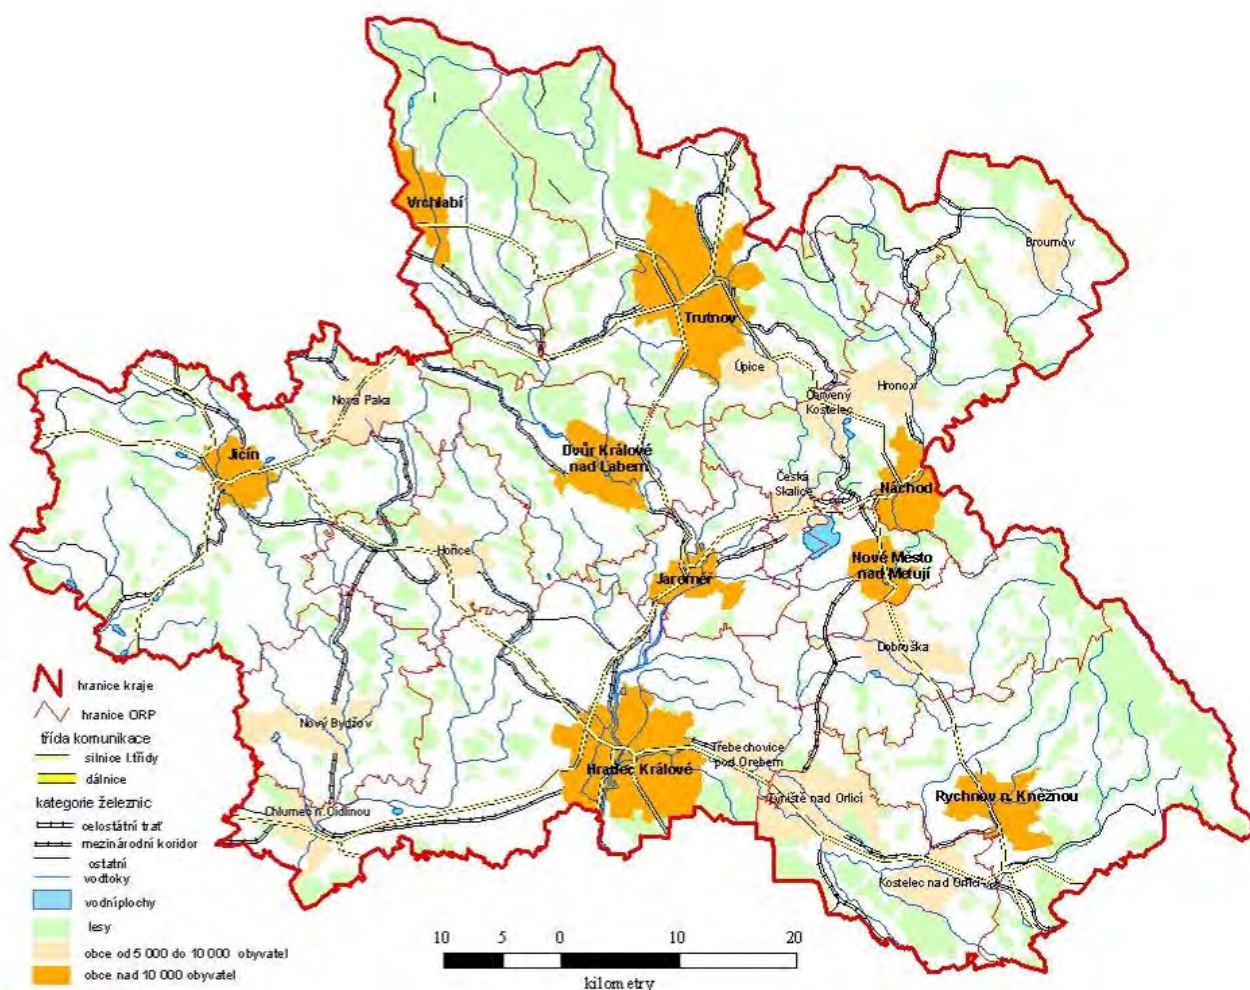 Vrchlabí
Broumov
Trutnov
Úpice
Hronov
Červený
Kostelec
Nová Paka
Jičín
Dvůr Králové
nad Labem
Česká
Skalice
Náchod
Hořice
Jaroměř
Nové Město
nad Metují
Dobruška
Nový Bydžov
Třebechovice
pod Orebem
Hradec Králové
Týniště nad Orlicí
Rychnov n. Kněžnou
Chlumec n. Cidlinou
Kostelec nad Orlicí
hranice kraje
hranice ORP
třída komunikace
silnice I.třídy
dálnice
kategorie železnic
celostátní trať
mezinárodní koridor
ostatní
vodtoky
vodníplochy
lesy
obce od 5 000 do 10 000 obyvatel
obce nad 10 000 obyvatel
10 5 0 10 20
kilometry